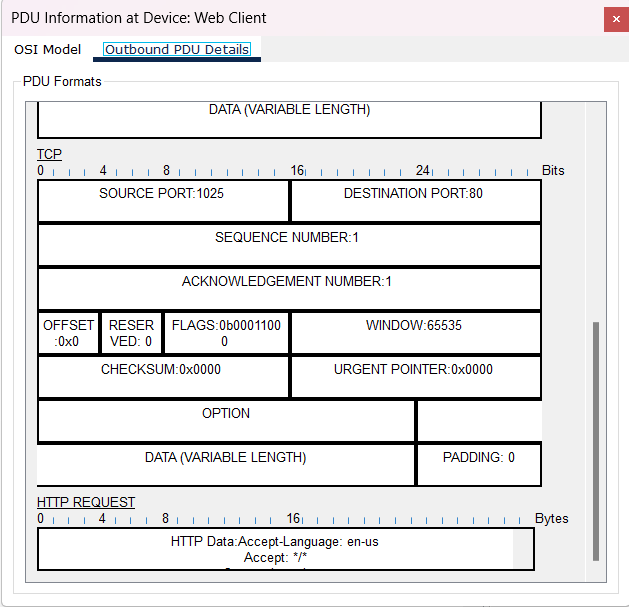 PDU Information at Device: Web Client
OSI Model Outbound PDU Details
PDU Formats
DATA (VARIABLE LENGTH)
TCP
0 4 8 16 24 Bits
SOURCE PORT:1025 DESTINATION PORT:80
SEQUENCE NUMBER:1
ACKNOWLEDGEMENT NUMBER:1
OFFSET RESER FLAGS:0b0001100 WINDOW:65535
:0x0 VED: 0 0
CHECKSUM:0x0000 URGENT POINTER:0x0000
OPTION
DATA (VARIABLE LENGTH) PADDING: 0
HTTP REQUEST
0 4 8 16 Bytes
HTTP Data:Accept-Language: en-us
Accept: */*